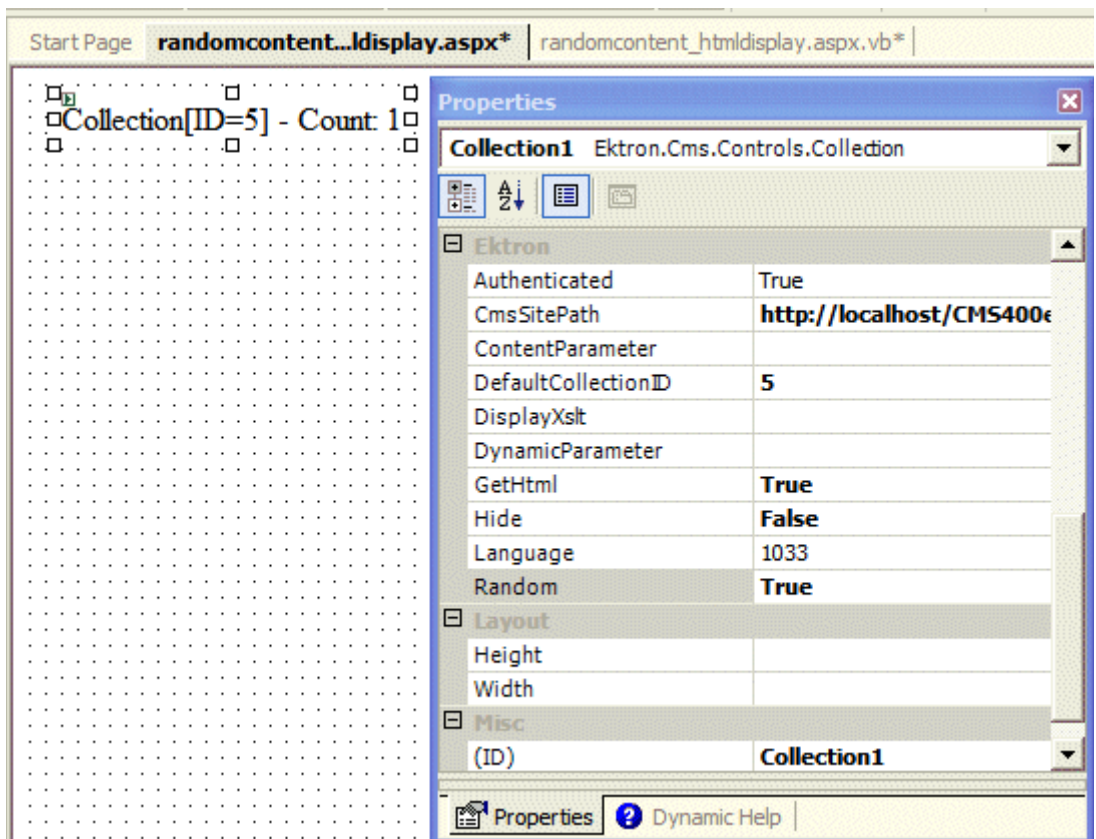 Start Page randomcontent...ldisplay.aspx* randomcontent_htmldisplay.aspx.vb*
Collection[ID=5] - Count: 1
Properties
Collection1 Ektron.Cms.Controls.Collection
Ektron
Authenticated True
CmsSitePath http://localhost/CMS400e
ContentParameter
DefaultCollectionID 5
DisplayXslt
DynamicParameter
GetHtml True
Hide False
Language 1033
Random True
Layout
Height
Width
Misc
(ID) Collection1
Properties Dynamic Help